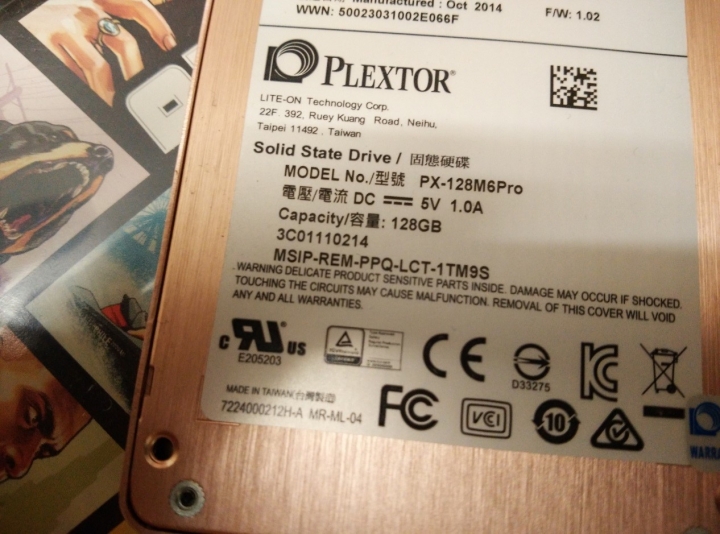 Manufactured : Oct 2014
WWN: 50023031002E066F
F/W: 1.02
PLEXTOR®
LITE-ON Technology Corp.
22F. 392, Ruey Kuang Road, Neihu,
Taipei 11492 . Taiwan
Solid State Drive / 固態硬碟
MODEL No./型號 PX-128M6Pro
電壓/電流 DC 5V 1.0A
Capacity/容量: 128GB
3C01110214
MSIP-REM-PPQ-LCT-1TM9S
WARNING DELICATE PRODUCT SENSITIVE PARTS INSIDE. DAMAGE MAY OCCUR IF SHOCKED.
TOUCHING THE CIRCUITS MAY CAUSE MALFUNCTION. REMOVAL OF THIS COVER WILL VOID
ANY AND ALL WARRANTIES.
c RU® US
E205203
CE
D33275
KC
MADE IN TAIWAN/台灣製造
7224000212H-A MR-ML-04
FC
VCI
10
WARRA